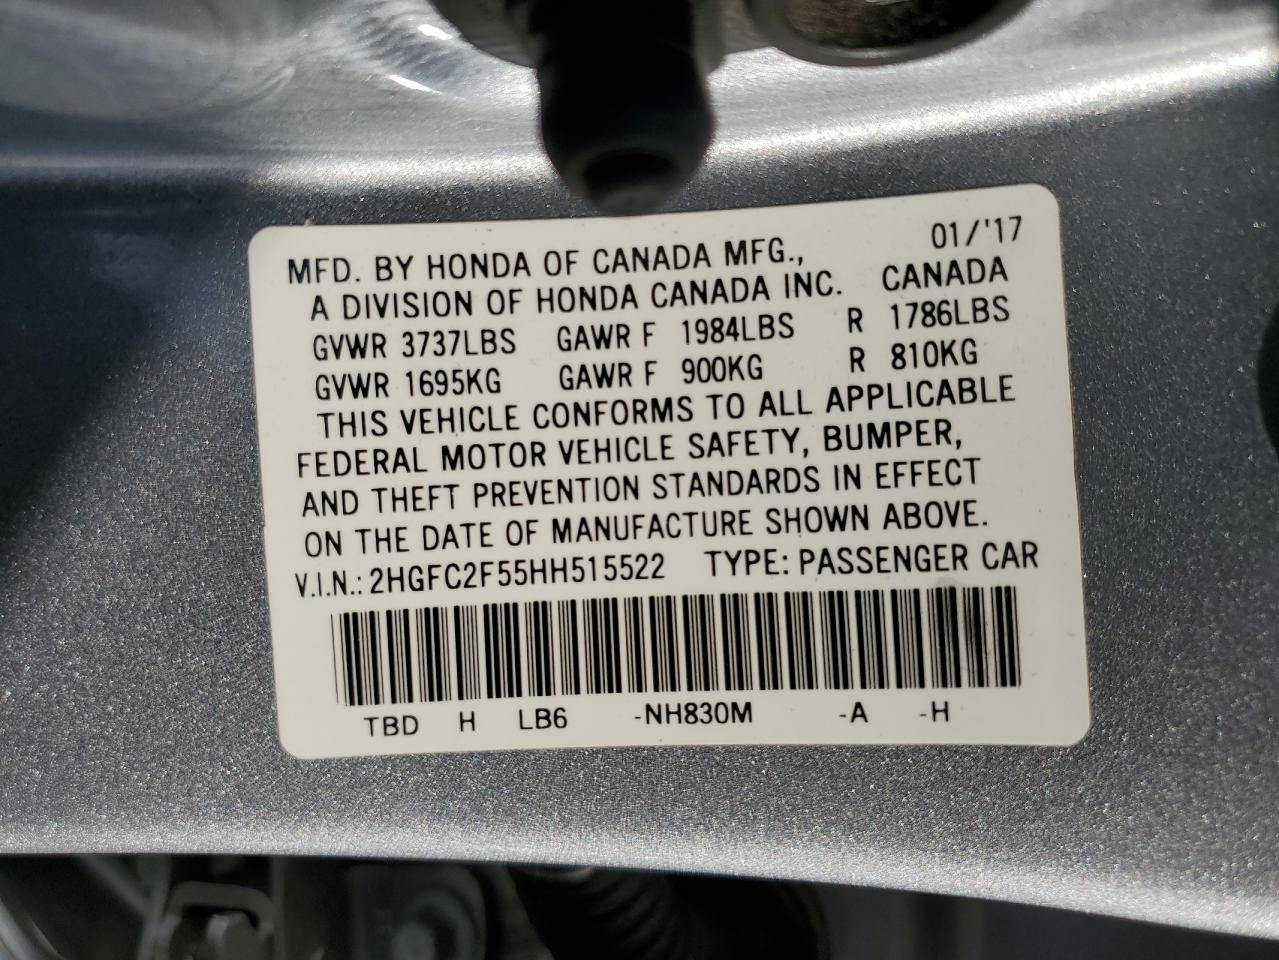 01/'17
MFD. BY HONDA OF CANADA MFG.,
A DIVISION OF HONDA CANADA INC. CANADA
GVWR 3737LBS GAWR F 1984LBS R 1786LBS
GVWR 1695KG GAWR F 900KG R 810KG
THIS VEHICLE CONFORMS TO ALL APPLICABLE
FEDERAL MOTOR VEHICLE SAFETY, BUMPER,
AND THEFT PREVENTION STANDARDS IN EFFECT
ON THE DATE OF MANUFACTURE SHOWN ABOVE.
V.I.N.: 2HGFC2F55HH515522 TYPE: PASSENGER CAR
TBD H LB6 -NH830M -A -H